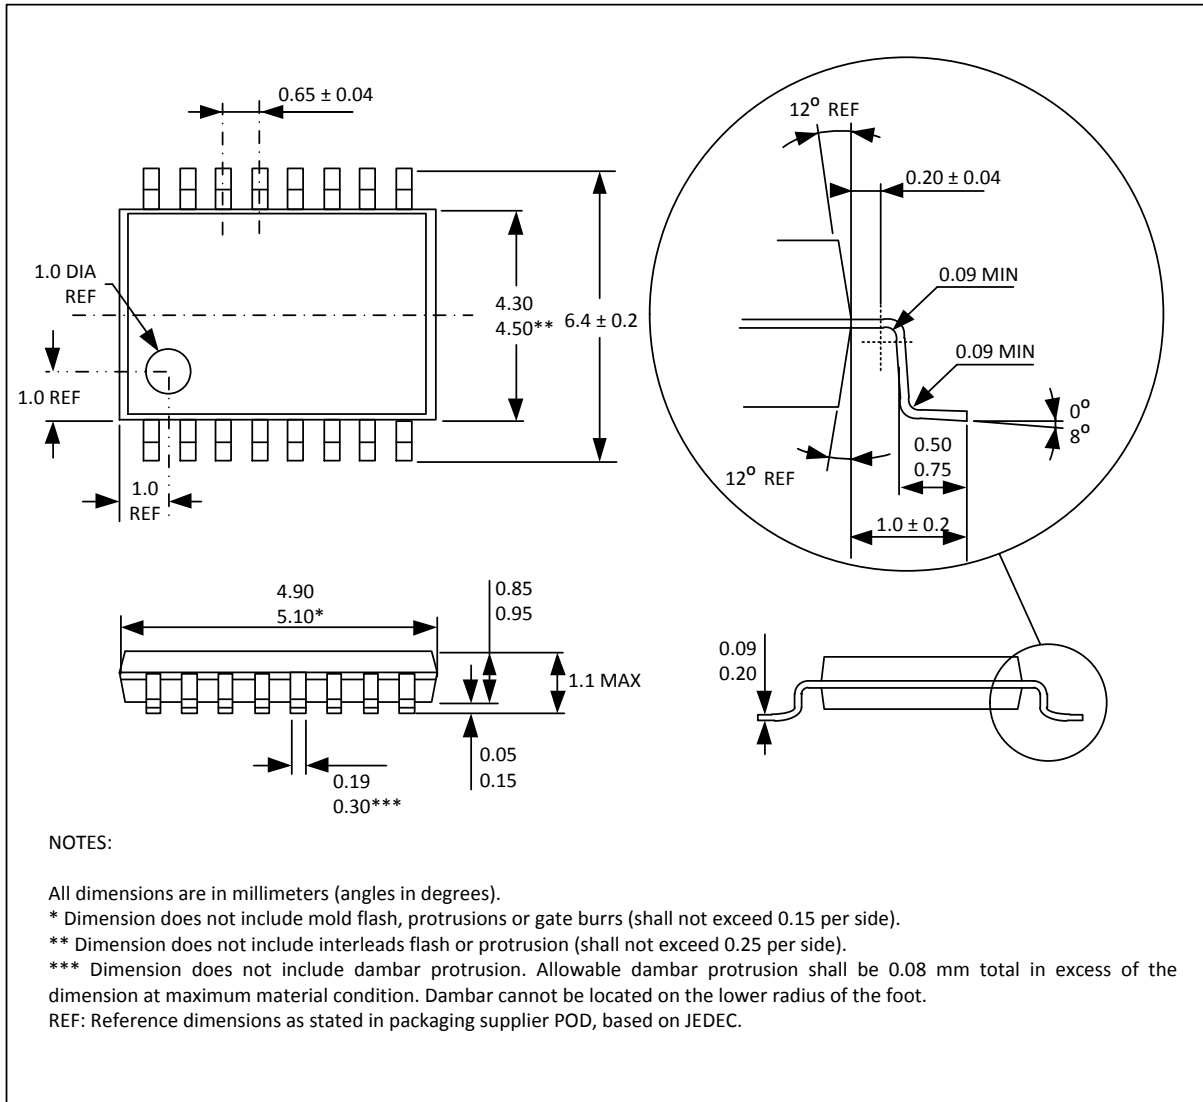 0.65 ± 0.04
12° REF
0.20 ± 0.04
1.0 DIA
REF
0.09 MIN
4.30
4.50**
6.4 ± 0.2
0.09 MIN
1.0 REF
0°
8°
12° REF
0.50
0.75
1.0
REF
1.0 ± 0.2
4.90
5.10*
0.85
0.95
1.1 MAX
0.09
0.20
0.05
0.15
0.19
0.30***
NOTES:
All dimensions are in millimeters (angles in degrees).
* Dimension does not include mold flash, protrusions or gate burrs (shall not exceed 0.15 per side).
** Dimension does not include interleads flash or protrusion (shall not exceed 0.25 per side).
*** Dimension does not include dambar protrusion. Allowable dambar protrusion shall be 0.08 mm total in excess of the
dimension at maximum material condition. Dambar cannot be located on the lower radius of the foot.
REF: Reference dimensions as stated in packaging supplier POD, based on JEDEC.